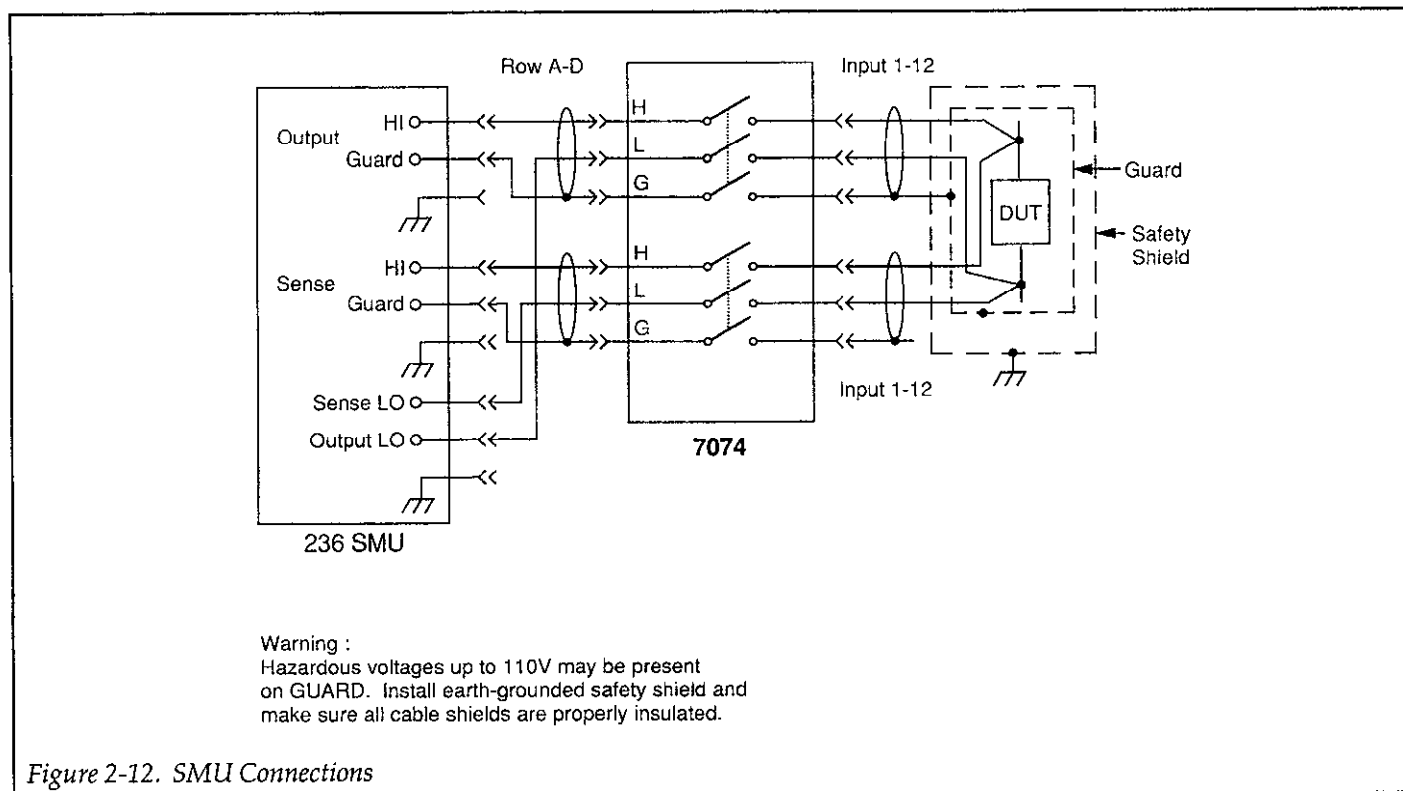 Row A-D
Input 1-12
Output
HI
Guard
H
L
G
Guard
DUT
Safety
Shield
Sense
HI
Guard
H
L
G
Sense LO
Output LO
Input 1-12
7074
236 SMU
Warning :
Hazardous voltages up to 110V may be present
on GUARD. Install earth-grounded safety shield and
make sure all cable shields are properly insulated.
Figure 2-12. SMU Connections